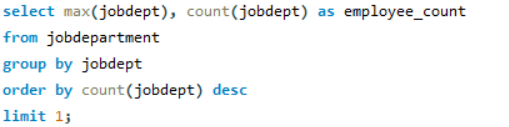 select max(jobdept), count(jobdept) as employee_count
from jobdepartment
group by jobdept
order by count(jobdept) desc
limit 1;